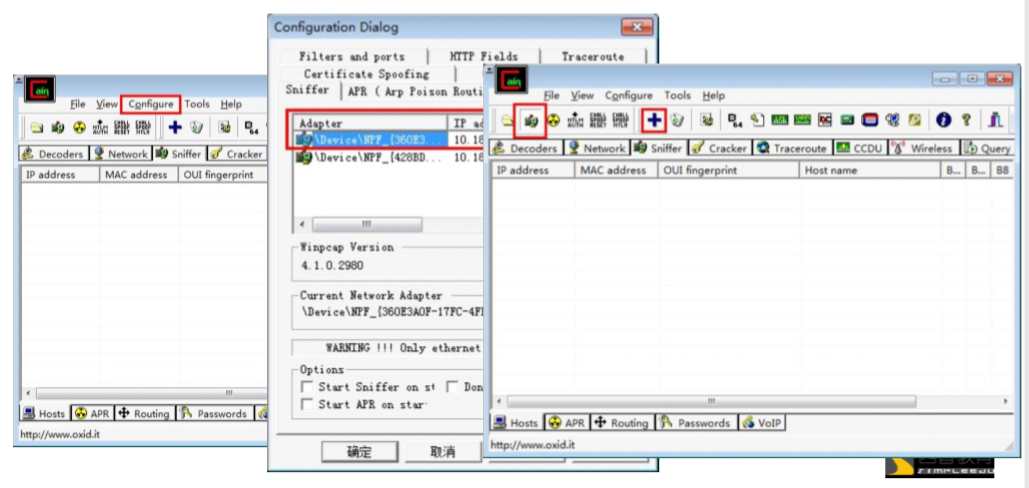 ain
File View Configure Tools Help
Decoders Network Sniffer Cracker
IP address MAC address OUI fingerprint
Hosts APR Routing Passwords
http://www.oxid.it
Configuration Dialog
Filters and ports HTTP Fields Traceroute
Certificate Spoofing
Sniffer APR ( Arp Poison Routi
Adapter IP ad
\Device\NPF_{360E3... 10.18
\Device\NPF_{428BD... 10.18
Winpcap Version
4.1.0.2980
Current Network Adapter
\Device\NPF_{360E3A0F-17FC-4F
WARNING !!! Only ethernet
Options
Start Sniffer on st Don
Start APR on star
确定 取消
ain
File View Configure Tools Help
Decoders Network Sniffer Cracker Traceroute CCDU Wireless Query
IP address MAC address OUI fingerprint Host name B... B... B8
Hosts APR Routing Passwords VoIP
http://www.oxid.it